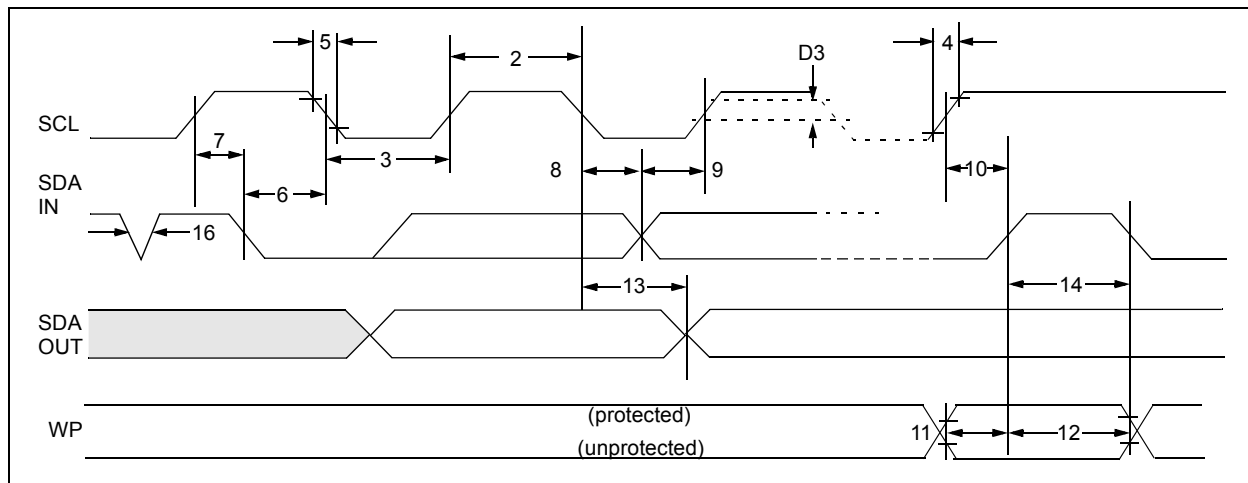 5
2
D3
4
SCL
7
3
8
9
10
SDA
IN
6
16
13
14
SDA
OUT
WP
(protected)
(unprotected)
11
12